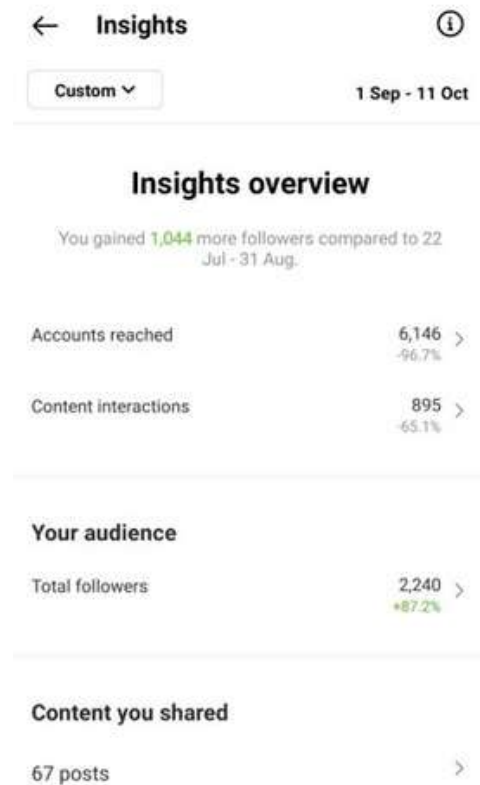 Insights
Custom
1 Sep - 11 Oct
Insights overview
You gained 1,044 more followers compared to 22
Jul - 31 Aug.
Accounts reached
6,146
-96.7%
Content interactions
895
-65.1%
Your audience
Total followers
2,240
+87.2%
Content you shared
67 posts